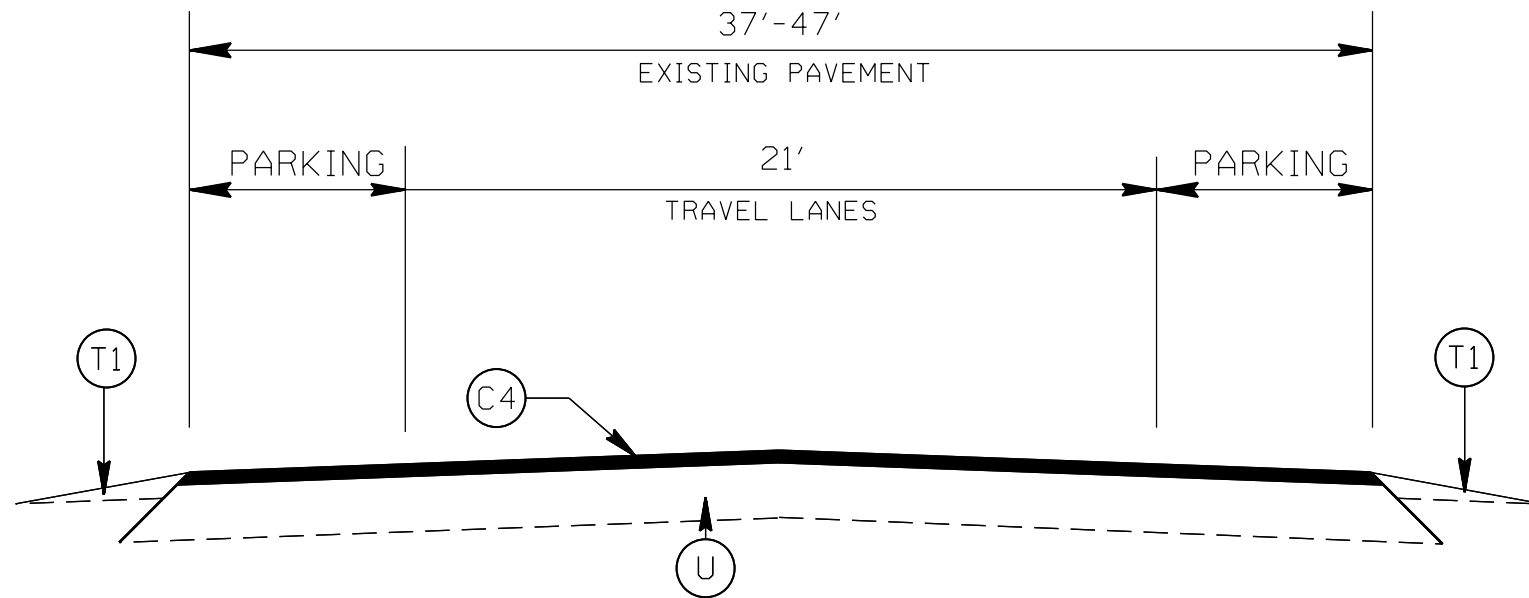 37'-47'
EXISTING PAVEMENT
PARKING
21'
PARKING
TRAVEL LANES
T1
T1
C4
U